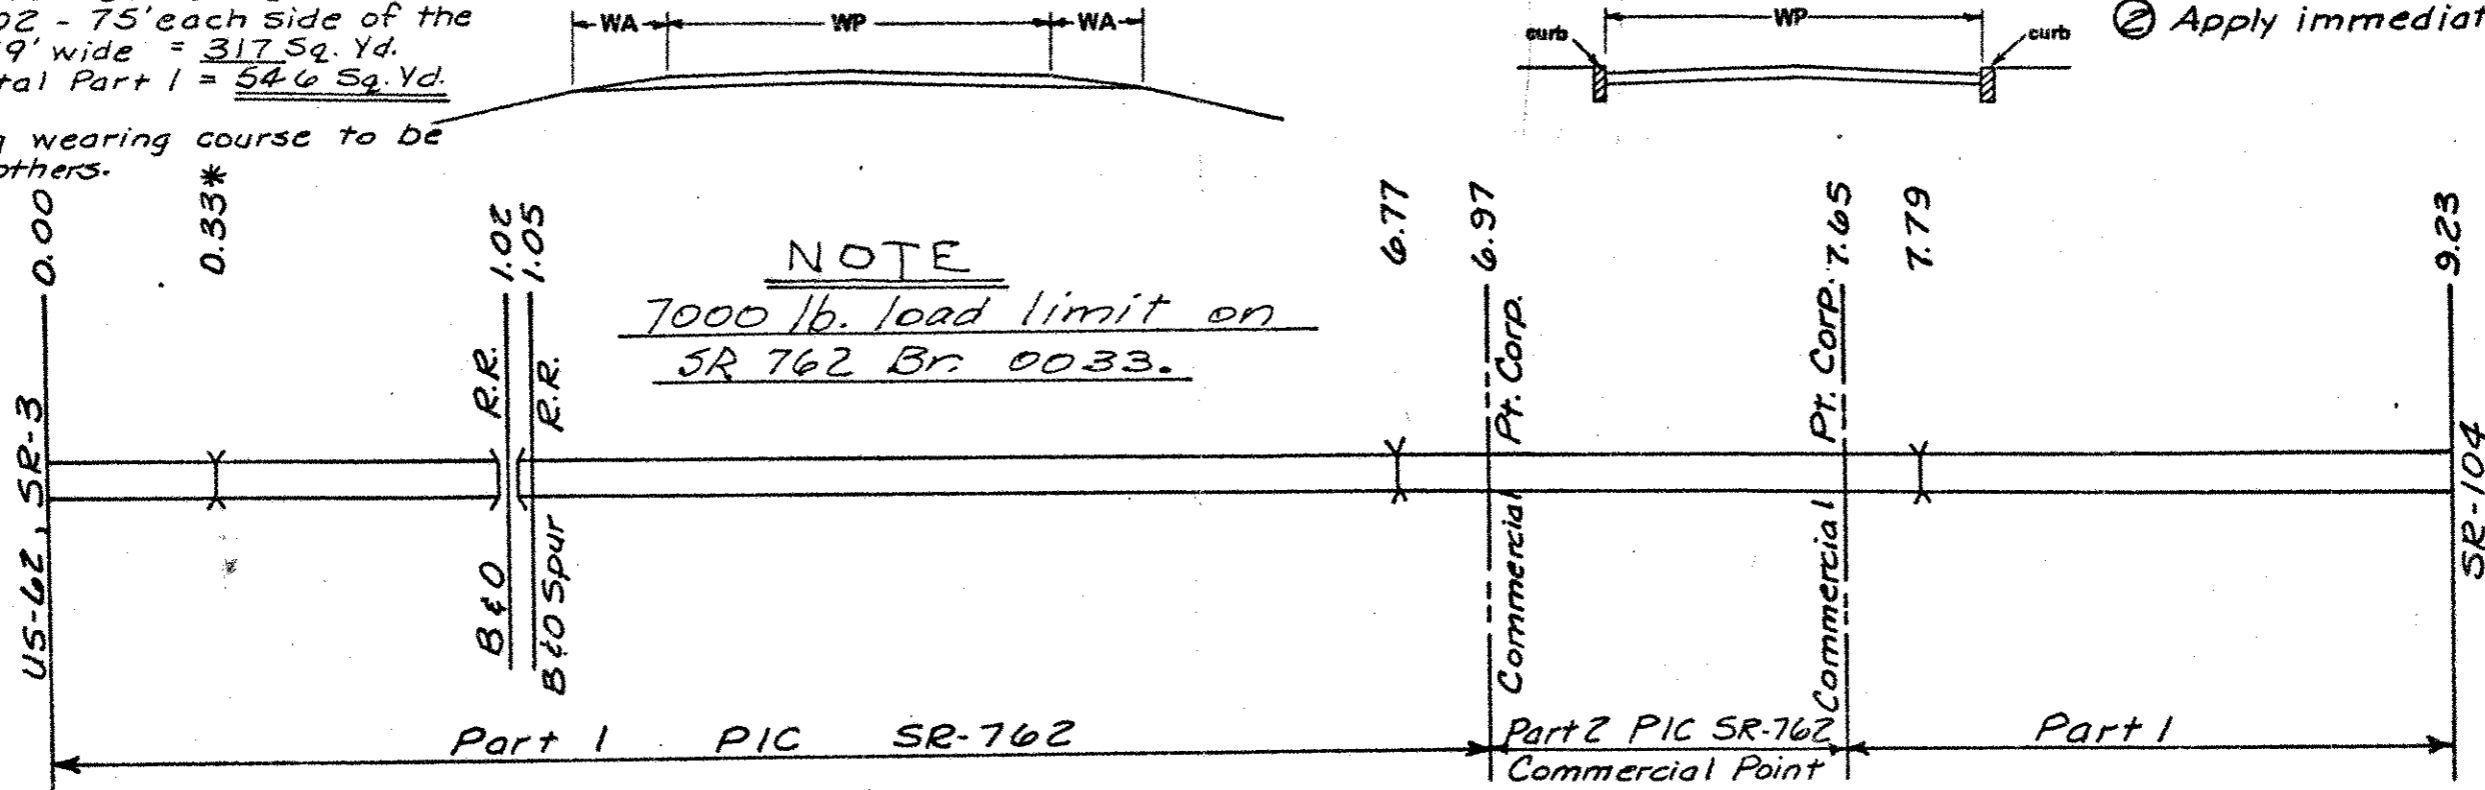 02 - 75' each side of the
9' wide = 317 Sq. Yd.
tal Part 1 = 546 Sq. Yd.
wearing course to be
others.
WA WP WA
WP
curb
curb
② Apply immediat
0.00
0.33*
1.02
1.05
6.77
6.97
7.65
7.79
9.23
NOTE
7000 lb. load limit on
SR 762 Br. 0033.
US-62, SR-3
B & O R.R.
B & O Spur R.R.
Commercial Pt. Corp.
Commercial Pt. Corp.
SR-104
Part 1 PIC SR-762
Part 2 PIC SR-762
Commercial Point
Part 1